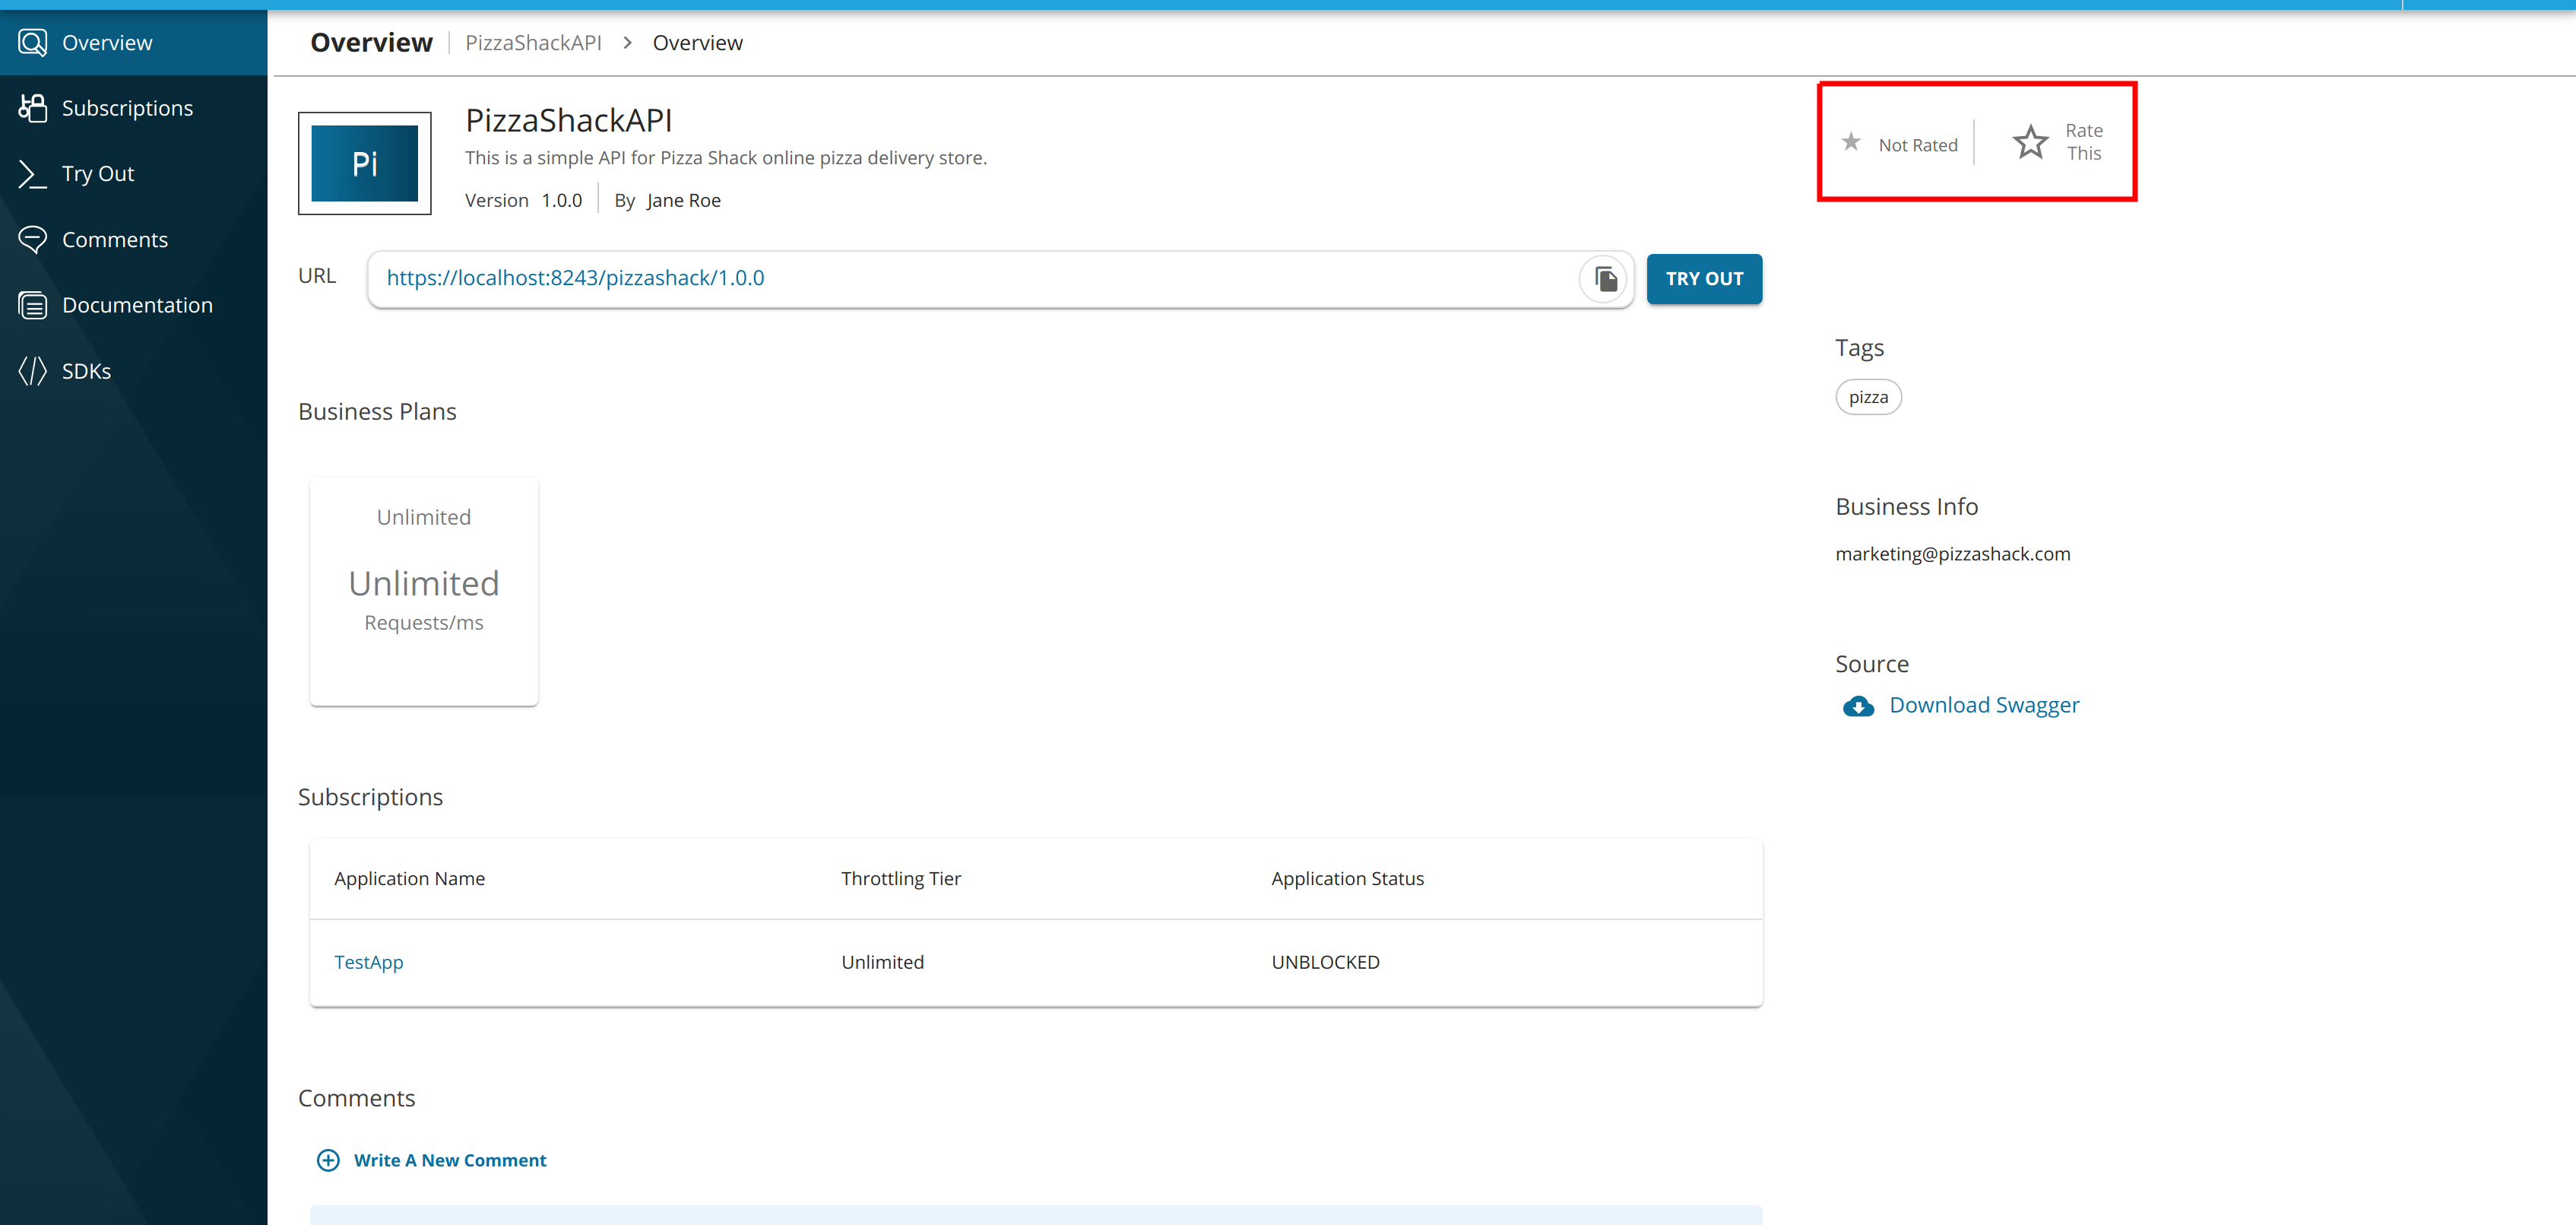 Overview
Subscriptions
Try Out
Comments
Documentation
SDKs
Overview PizzaShackAPI > Overview
Pi
PizzaShackAPI
This is a simple API for Pizza Shack online pizza delivery store.
Version 1.0.0 By Jane Roe
Not Rated
Rate
This
URL https://localhost:8243/pizzashack/1.0.0 TRY OUT
Business Plans
Unlimited
Unlimited
Requests/ms
Tags
pizza
Business Info
marketing@pizzashack.com
Source
Download Swagger
Subscriptions
Application Name Throttling Tier Application Status
TestApp Unlimited UNBLOCKED
Comments
Write A New Comment